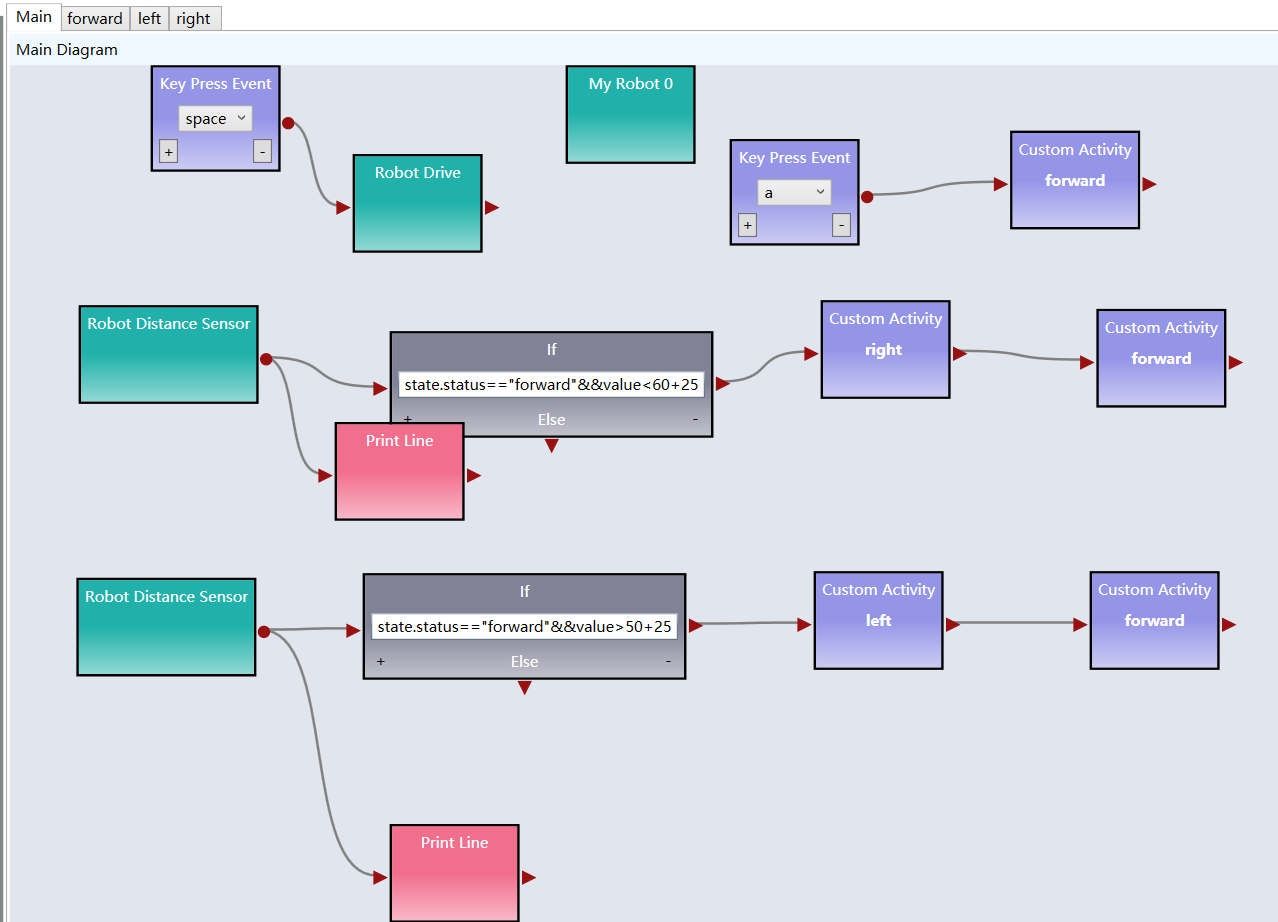 Main forward left right
Main Diagram
Key Press Event
space
+ -
Robot Drive
My Robot 0
Key Press Event
a
+ -
Custom Activity
forward
Robot Distance Sensor
If
state.status=="forward"&&value<60+25
+ Else -
Print Line
Custom Activity
right
Custom Activity
forward
Robot Distance Sensor
If
state.status=="forward"&&value>50+25
+ Else -
Print Line
Custom Activity
left
Custom Activity
forward